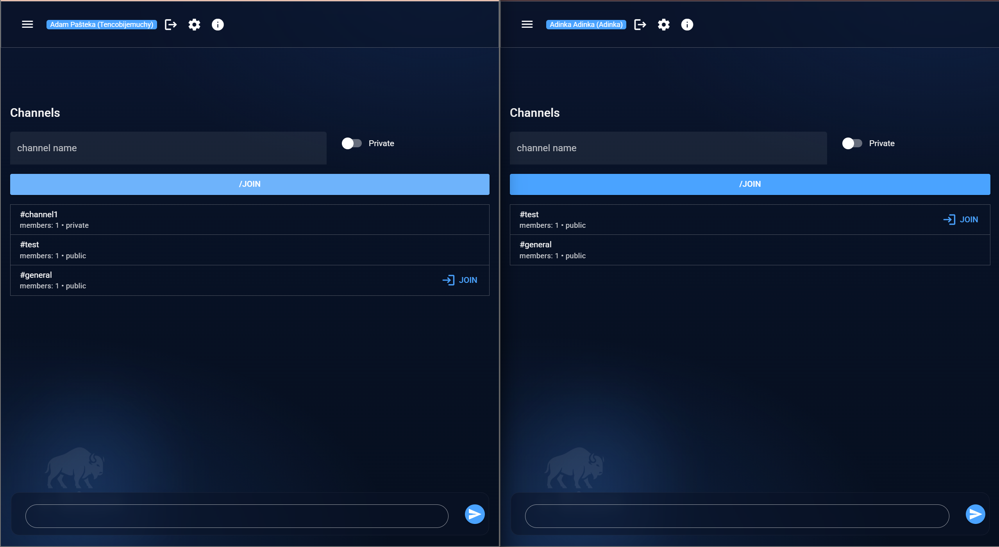 Adam Pašteka (Tencobijemuchy)
Channels
channel name
Private
/JOIN
#channel1
members: 1 • private
#test
members: 1 • public
#general
members: 1 • public
JOIN
Adinka Adinka (Adinka)
Channels
channel name
Private
/JOIN
#test
members: 1 • public
JOIN
#general
members: 1 • public